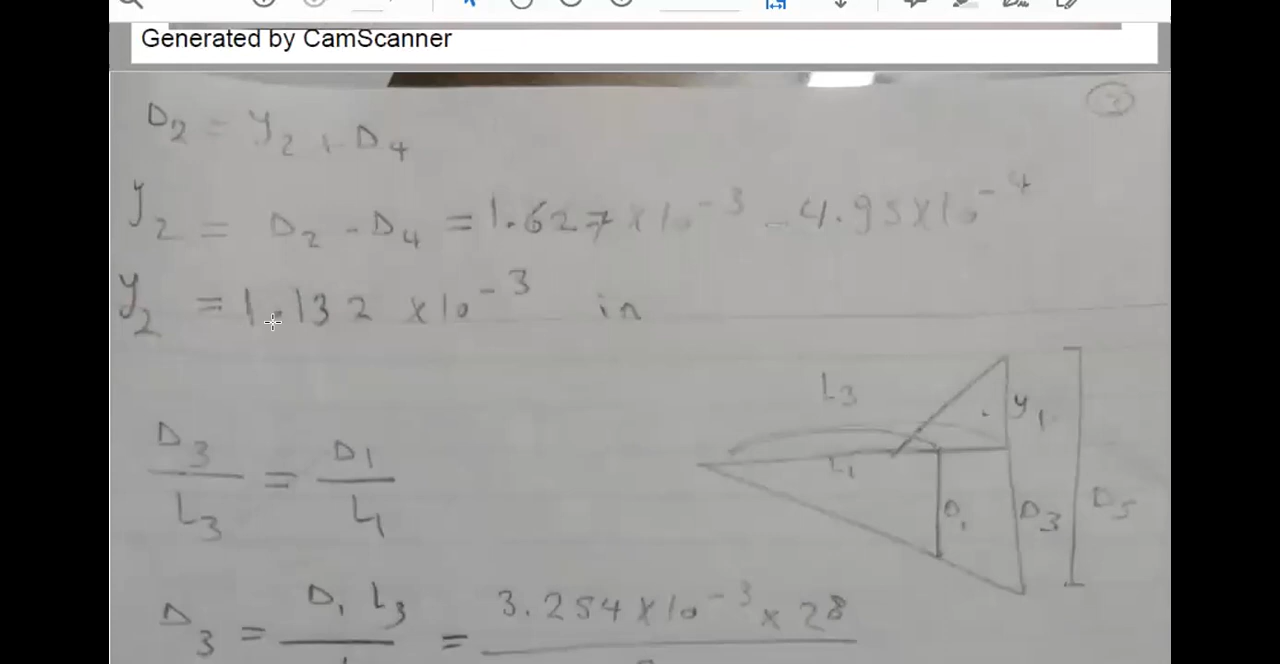 Generated by CamScanner
D2 = y2 + D4
y2 = D2 - D4 = 1.627 x 10^-3 - 4.95 x 10^-4
y2 = 1.132 x 10^-3 in
L3
y1
D3/L3 = D1/L1
L1
D1
D3
D5
D3 = D1 L3 / = 3.254 x 10^-3 x 28 /